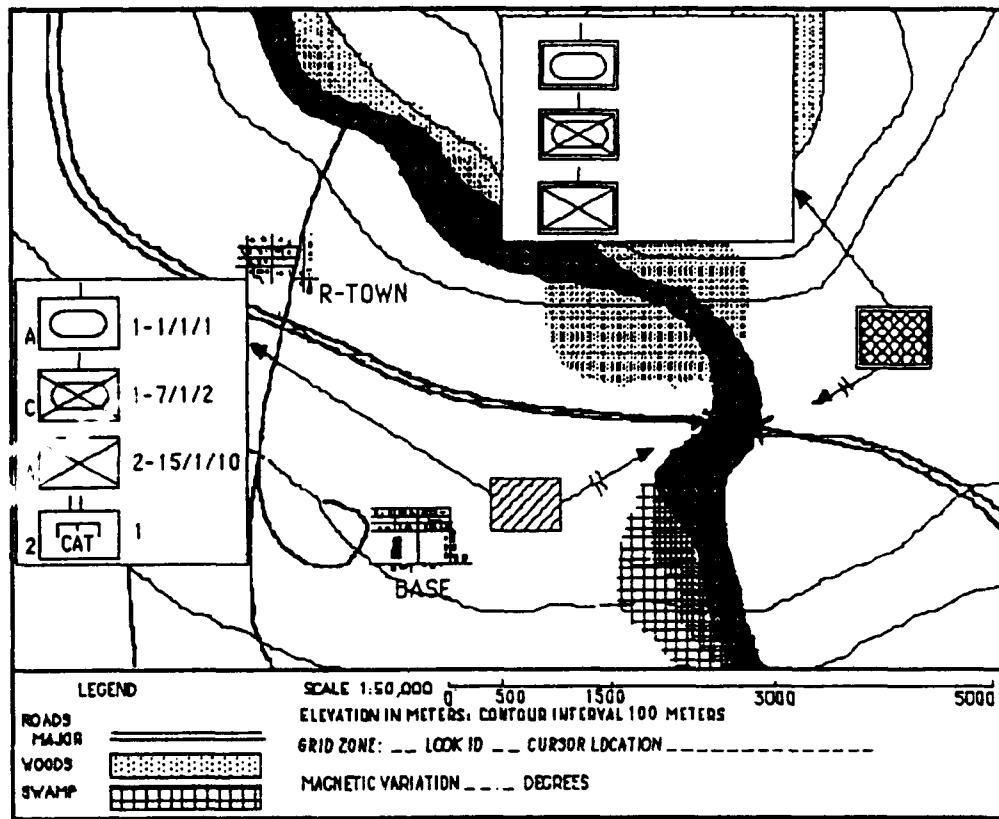 R-TOWN
A 1-1/1/1
C 1-7/1/2
2-15/1/10
2 CAT 1
BASE
LEGEND
SCALE 1:50,000 0 500 1500 3000 5000
ELEVATION IN METERS: CONTOUR INTERVAL 100 METERS
ROADS
MAJOR
GRID ZONE: __ LOOK ID __ CURSOR LOCATION ______________
WOODS
MAGNETIC VARIATION __.__ DEGREES
SWAMP